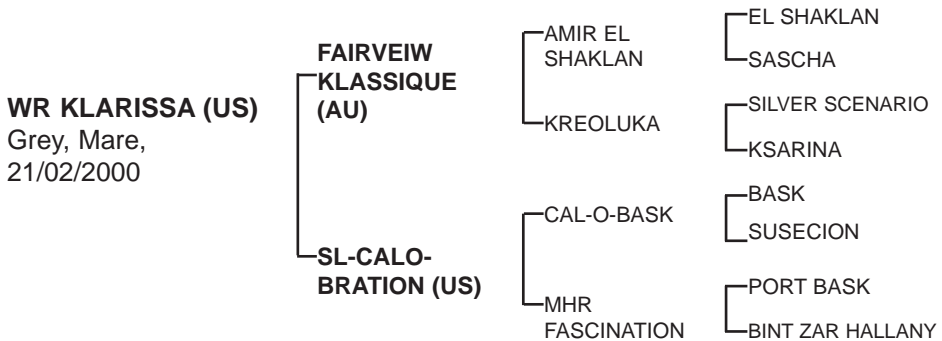 WR KLARISSA (US)
Grey, Mare,
21/02/2000
FAIRVEIW
KLASSIQUE
(AU)
SL-CALO-
BRATION (US)
AMIR EL
SHAKLAN
KREOLUKA
CAL-O-BASK
MHR
FASCINATION
EL SHAKLAN
SASCHA
SILVER SCENARIO
KSARINA
BASK
SUSECION
PORT BASK
BINT ZAR HALLANY